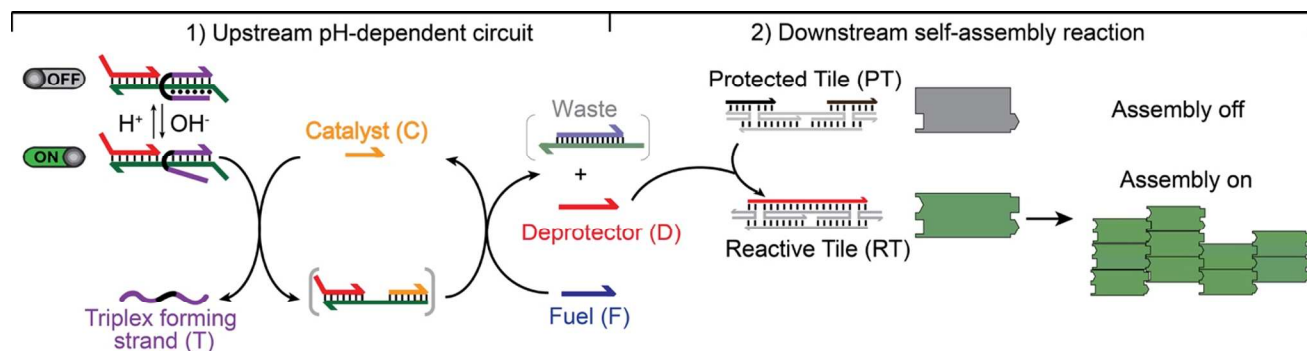 1) Upstream pH-dependent circuit
2) Downstream self-assembly reaction
OFF
H⁺
OH⁻
ON
Catalyst (C)
Waste
+
Deprotector (D)
Protected Tile (PT)
Assembly off
Assembly on
Reactive Tile (RT)
Triplex forming
strand (T)
Fuel (F)